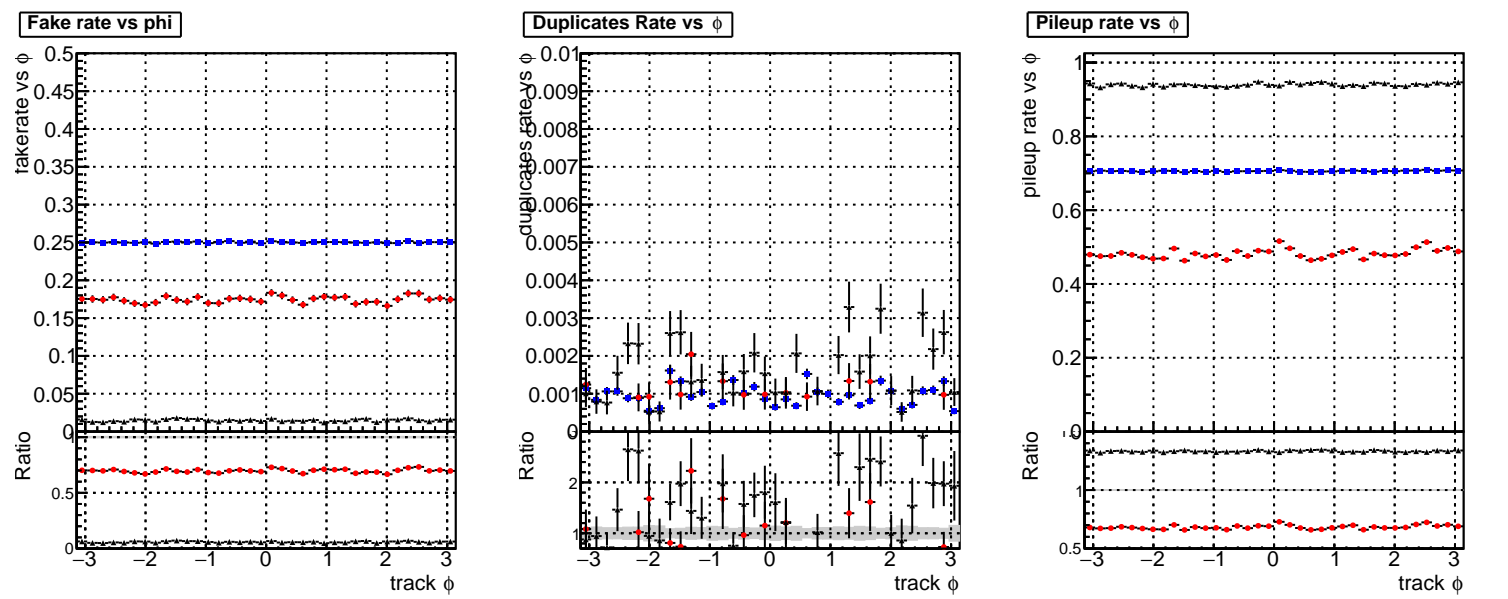 Fake rate vs phi
fakerate vs ϕ
0.5
0.45
0.4
0.35
0.3
0.25
0.2
0.15
0.1
0.05
0
Ratio
1
0.5
0
−3 −2 −1 0 1 2 3
track ϕ
Duplicates Rate vs ϕ
duplicates rate vs ϕ
0.01
0.009
0.008
0.007
0.006
0.005
0.004
0.003
0.002
0.001
0
Ratio
2
1
−3 −2 −1 0 1 2 3
track ϕ
Pileup rate vs ϕ
pileup rate vs ϕ
1
0.8
0.6
0.4
0.2
0
Ratio
1
0.5
−3 −2 −1 0 1 2 3
track ϕ